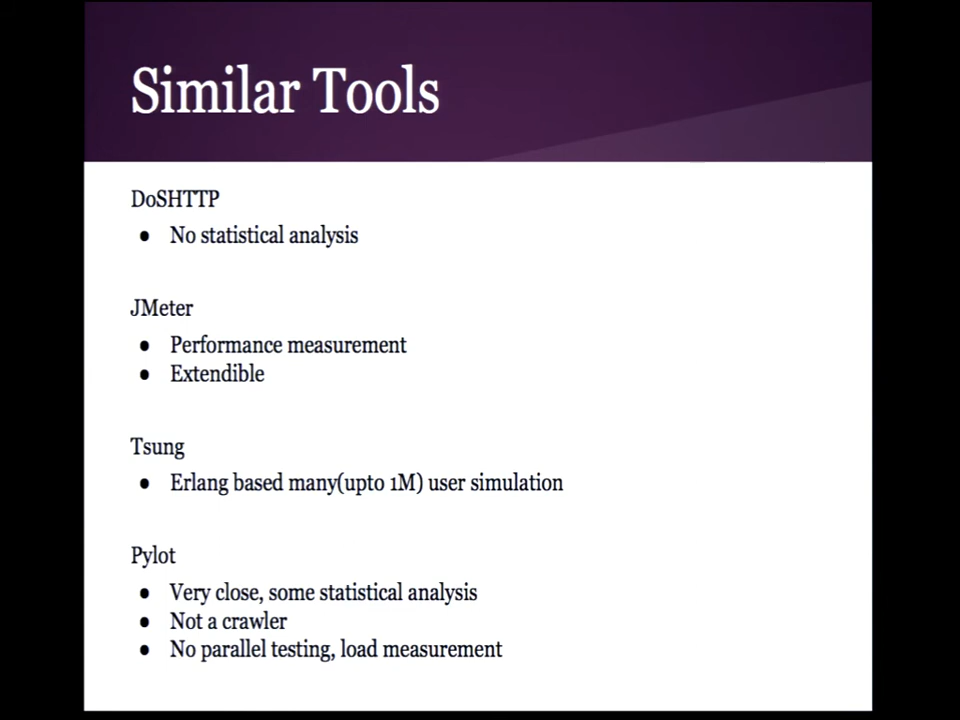 Similar Tools
DoSHTTP
● No statistical analysis
JMeter
● Performance measurement
● Extendible
Tsung
● Erlang based many(upto 1M) user simulation
Pylot
● Very close, some statistical analysis
● Not a crawler
● No parallel testing, load measurement